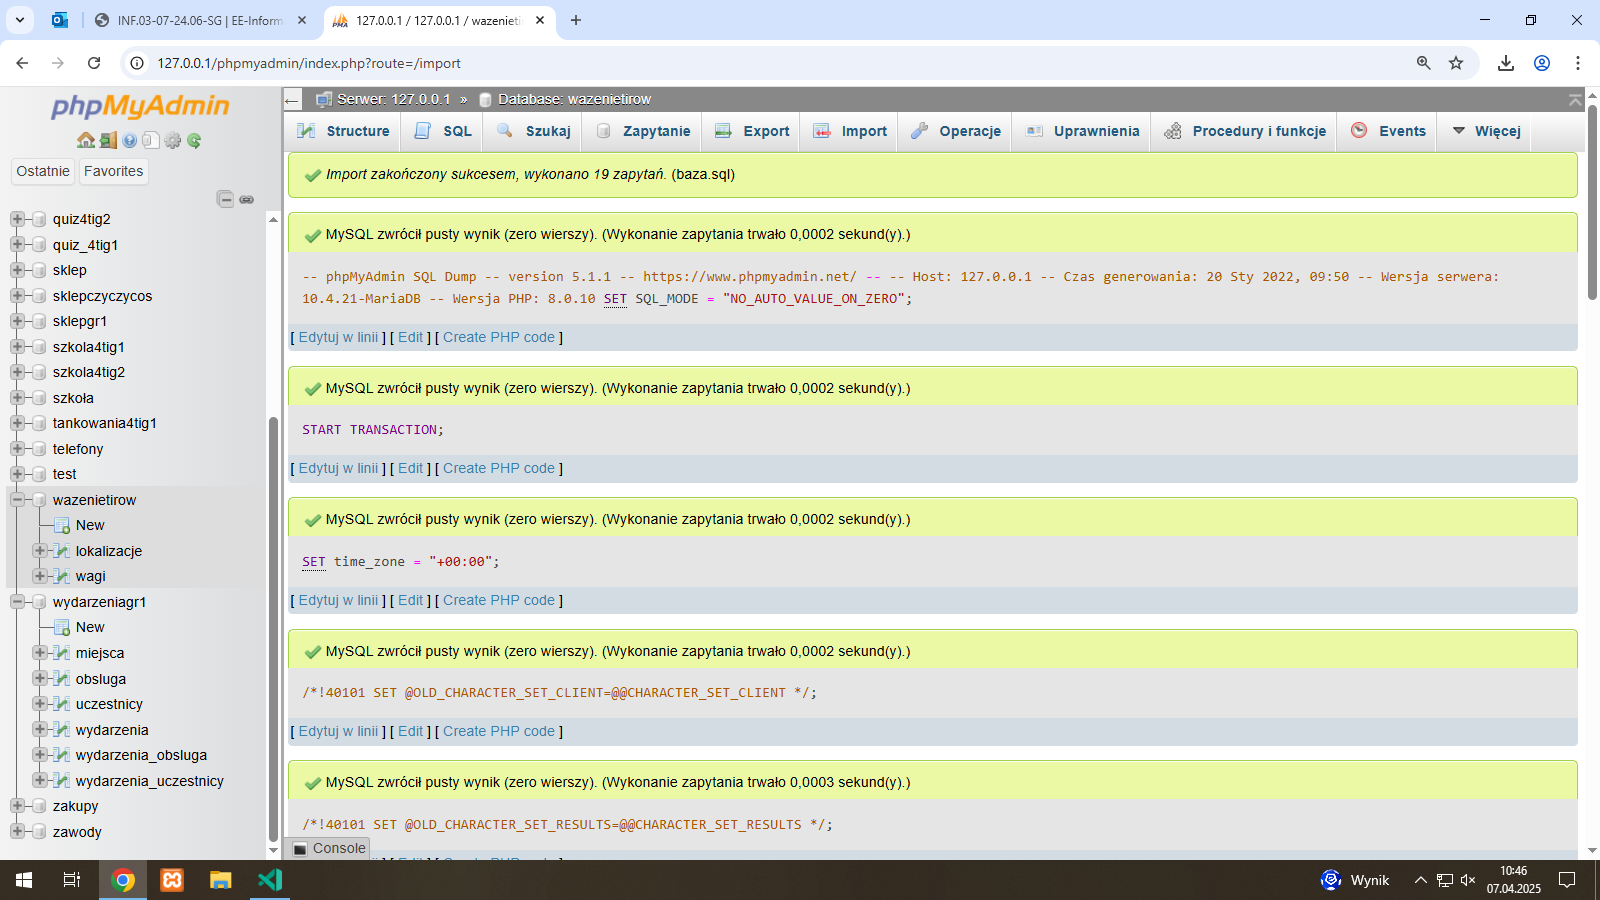 INF.03-07-24.06-SG | EE-Inform
127.0.0.1 / 127.0.0.1 / wazenietir
127.0.0.1/phpmyadmin/index.php?route=/import
phpMyAdmin
Ostatnie
Favorites
quiz4tig2
quiz_4tig1
sklep
sklepczyczycos
sklepgr1
szkola4tig1
szkola4tig2
szkoła
tankowania4tig1
telefony
test
wazenietirow
New
lokalizacje
wagi
wydarzeniagr1
New
miejsca
obsluga
uczestnicy
wydarzenia
wydarzenia_obsluga
wydarzenia_uczestnicy
zakupy
zawody
Serwer: 127.0.0.1 » Database: wazenietirow
Structure SQL Szukaj Zapytanie Export Import Operacje Uprawnienia Procedury i funkcje Events Więcej
Import zakończony sukcesem, wykonano 19 zapytań. (baza.sql)
MySQL zwrócił pusty wynik (zero wierszy). (Wykonanie zapytania trwało 0,0002 sekund(y).)
-- phpMyAdmin SQL Dump -- version 5.1.1 -- https://www.phpmyadmin.net/ -- -- Host: 127.0.0.1 -- Czas generowania: 20 Sty 2022, 09:50 -- Wersja serwera:
10.4.21-MariaDB -- Wersja PHP: 8.0.10 SET SQL_MODE = "NO_AUTO_VALUE_ON_ZERO";
[ Edytuj w linii ] [ Edit ] [ Create PHP code ]
MySQL zwrócił pusty wynik (zero wierszy). (Wykonanie zapytania trwało 0,0002 sekund(y).)
START TRANSACTION;
[ Edytuj w linii ] [ Edit ] [ Create PHP code ]
MySQL zwrócił pusty wynik (zero wierszy). (Wykonanie zapytania trwało 0,0002 sekund(y).)
SET time_zone = "+00:00";
[ Edytuj w linii ] [ Edit ] [ Create PHP code ]
MySQL zwrócił pusty wynik (zero wierszy). (Wykonanie zapytania trwało 0,0002 sekund(y).)
/*!40101 SET @OLD_CHARACTER_SET_CLIENT=@@CHARACTER_SET_CLIENT */;
[ Edytuj w linii ] [ Edit ] [ Create PHP code ]
MySQL zwrócił pusty wynik (zero wierszy). (Wykonanie zapytania trwało 0,0003 sekund(y).)
/*!40101 SET @OLD_CHARACTER_SET_RESULTS=@@CHARACTER_SET_RESULTS */;
Console
Wynik
10:46
07.04.2025